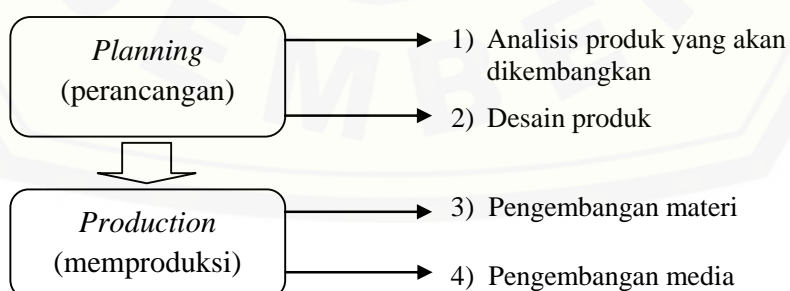 Planning
(perancangan)
1) Analisis produk yang akan
dikembangkan
2) Desain produk
Production
(memproduksi)
3) Pengembangan materi
4) Pengembangan media
JEMBER